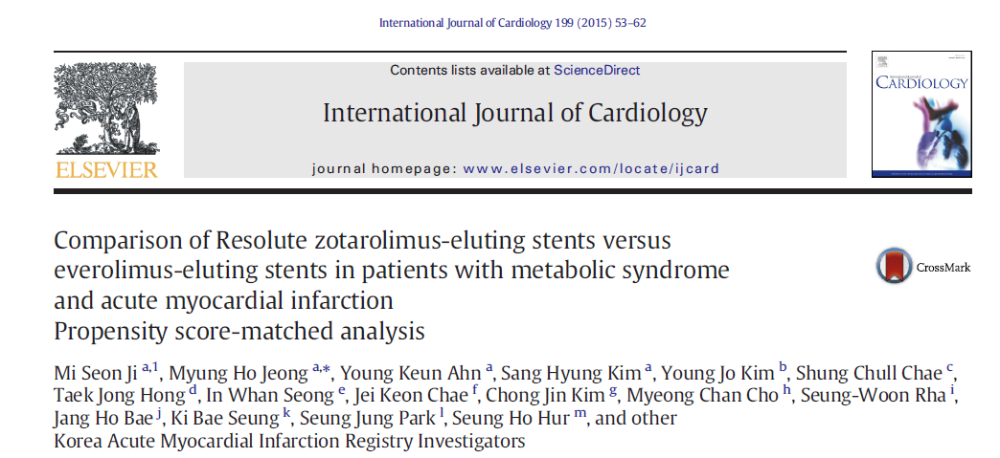 International Journal of Cardiology 199 (2015) 53–62
Contents lists available at ScienceDirect
International Journal of Cardiology
journal homepage: www.elsevier.com/locate/ijcard
ELSEVIER
CARDIOLOGY
Comparison of Resolute zotarolimus-eluting stents versus
everolimus-eluting stents in patients with metabolic syndrome
and acute myocardial infarction
Propensity score-matched analysis
CrossMark
Mi Seon Ji a,1, Myung Ho Jeong a,*, Young Keun Ahn a, Sang Hyung Kim a, Young Jo Kim b, Shung Chull Chae c,
Taek Jong Hong d, In Whan Seong e, Jei Keon Chae f, Chong Jin Kim g, Myeong Chan Cho h, Seung-Woon Rha i,
Jang Ho Bae j, Ki Bae Seung k, Seung Jung Park l, Seung Ho Hur m, and other
Korea Acute Myocardial Infarction Registry Investigators